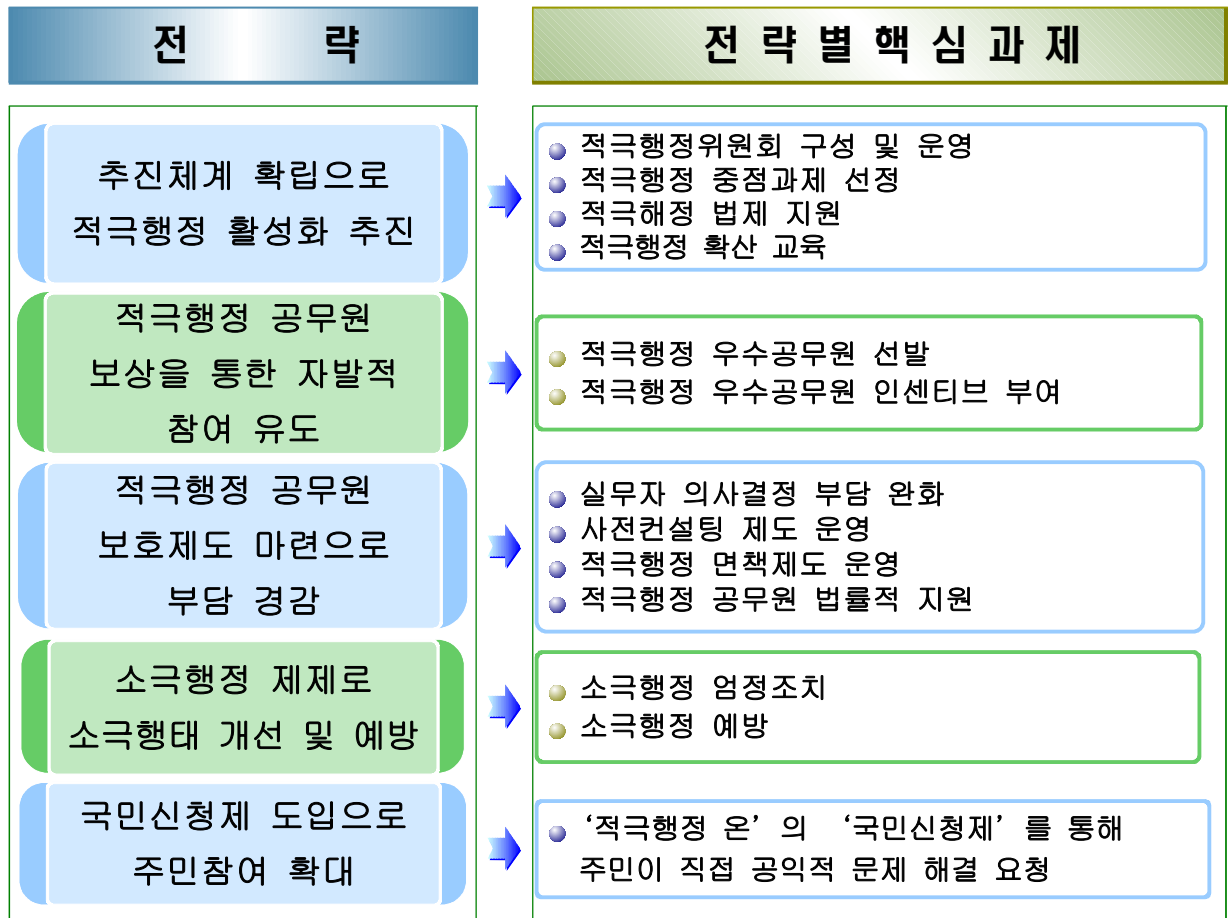 전 략
전 략 별 핵 심 과 제
추진체계 확립으로
적극행정 활성화 추진
적극행정위원회 구성 및 운영
적극행정 중점과제 선정
적극해정 법제 지원
적극행정 확산 교육
적극행정 공무원
보상을 통한 자발적
참여 유도
적극행정 우수공무원 선발
적극행정 우수공무원 인센티브 부여
적극행정 공무원
보호제도 마련으로
부담 경감
실무자 의사결정 부담 완화
사전컨설팅 제도 운영
적극행정 면책제도 운영
적극행정 공무원 법률적 지원
소극행정 제제로
소극행태 개선 및 예방
소극행정 엄정조치
소극행정 예방
국민신청제 도입으로
주민참여 확대
‘적극행정 온’의 ‘국민신청제’를 통해
주민이 직접 공익적 문제 해결 요청